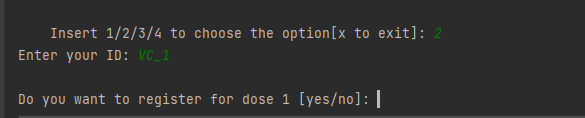 Insert 1/2/3/4 to choose the option[x to exit]: 2
Enter your ID: VC_1
Do you want to register for dose 1 [yes/no]: